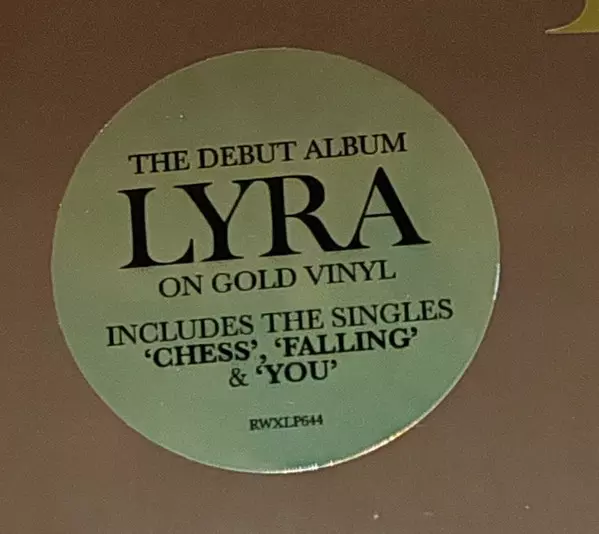 THE DEBUT ALBUM
LYRA
ON GOLD VINYL
INCLUDES THE SINGLES
‘CHESS’, ‘FALLING’
& ‘YOU’
RWXLP644